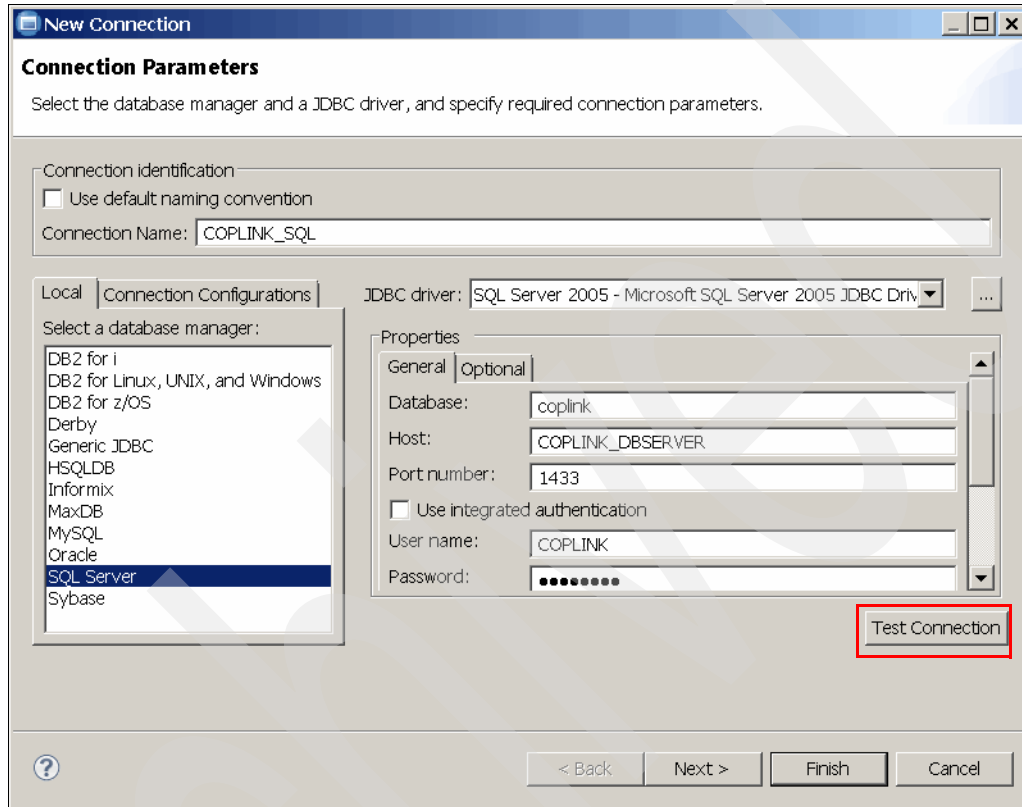 New Connection
Connection Parameters
Select the database manager and a JDBC driver, and specify required connection parameters.
Connection identification
Use default naming convention
Connection Name: COPLINK_SQL
Local
Connection Configurations
Select a database manager:
DB2 for i
DB2 for Linux, UNIX, and Windows
DB2 for z/OS
Derby
Generic JDBC
HSQLDB
Informix
MaxDB
MySQL
Oracle
SQL Server
Sybase
JDBC driver: SQL Server 2005 - Microsoft SQL Server 2005 JDBC Driv
...
Properties
General
Optional
Database: coplink
Host: COPLINK_DBSERVER
Port number: 1433
Use integrated authentication
User name: COPLINK
Password: ●●●●●●●●
Test Connection
?
< Back
Next >
Finish
Cancel